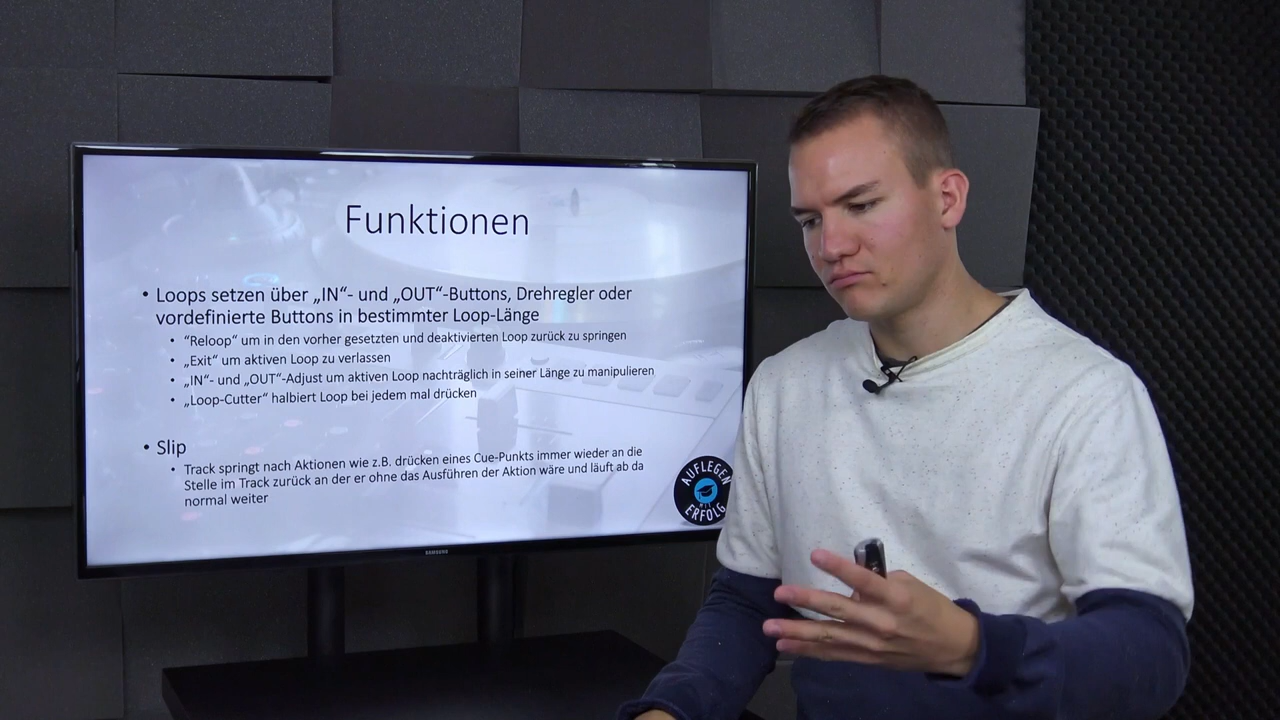 Funktionen
• Loops setzen über „IN“- und „OUT“-Buttons, Drehregler oder
vordefinierte Buttons in bestimmter Loop-Länge
• “Reloop“ um in den vorher gesetzten und deaktivierten Loop zurück zu springen
• „Exit“ um aktiven Loop zu verlassen
• „IN“- und „OUT“-Adjust um aktiven Loop nachträglich in seiner Länge zu manipulieren
• „Loop-Cutter“ halbiert Loop bei jedem mal drücken
• Slip
• Track springt nach Aktionen wie z.B. drücken eines Cue-Punkts immer wieder an die
Stelle im Track zurück an der er ohne das Ausführen der Aktion wäre und läuft ab da
normal weiter
AUFLEGEN
MIT
ERFOLG
SAMSUNG